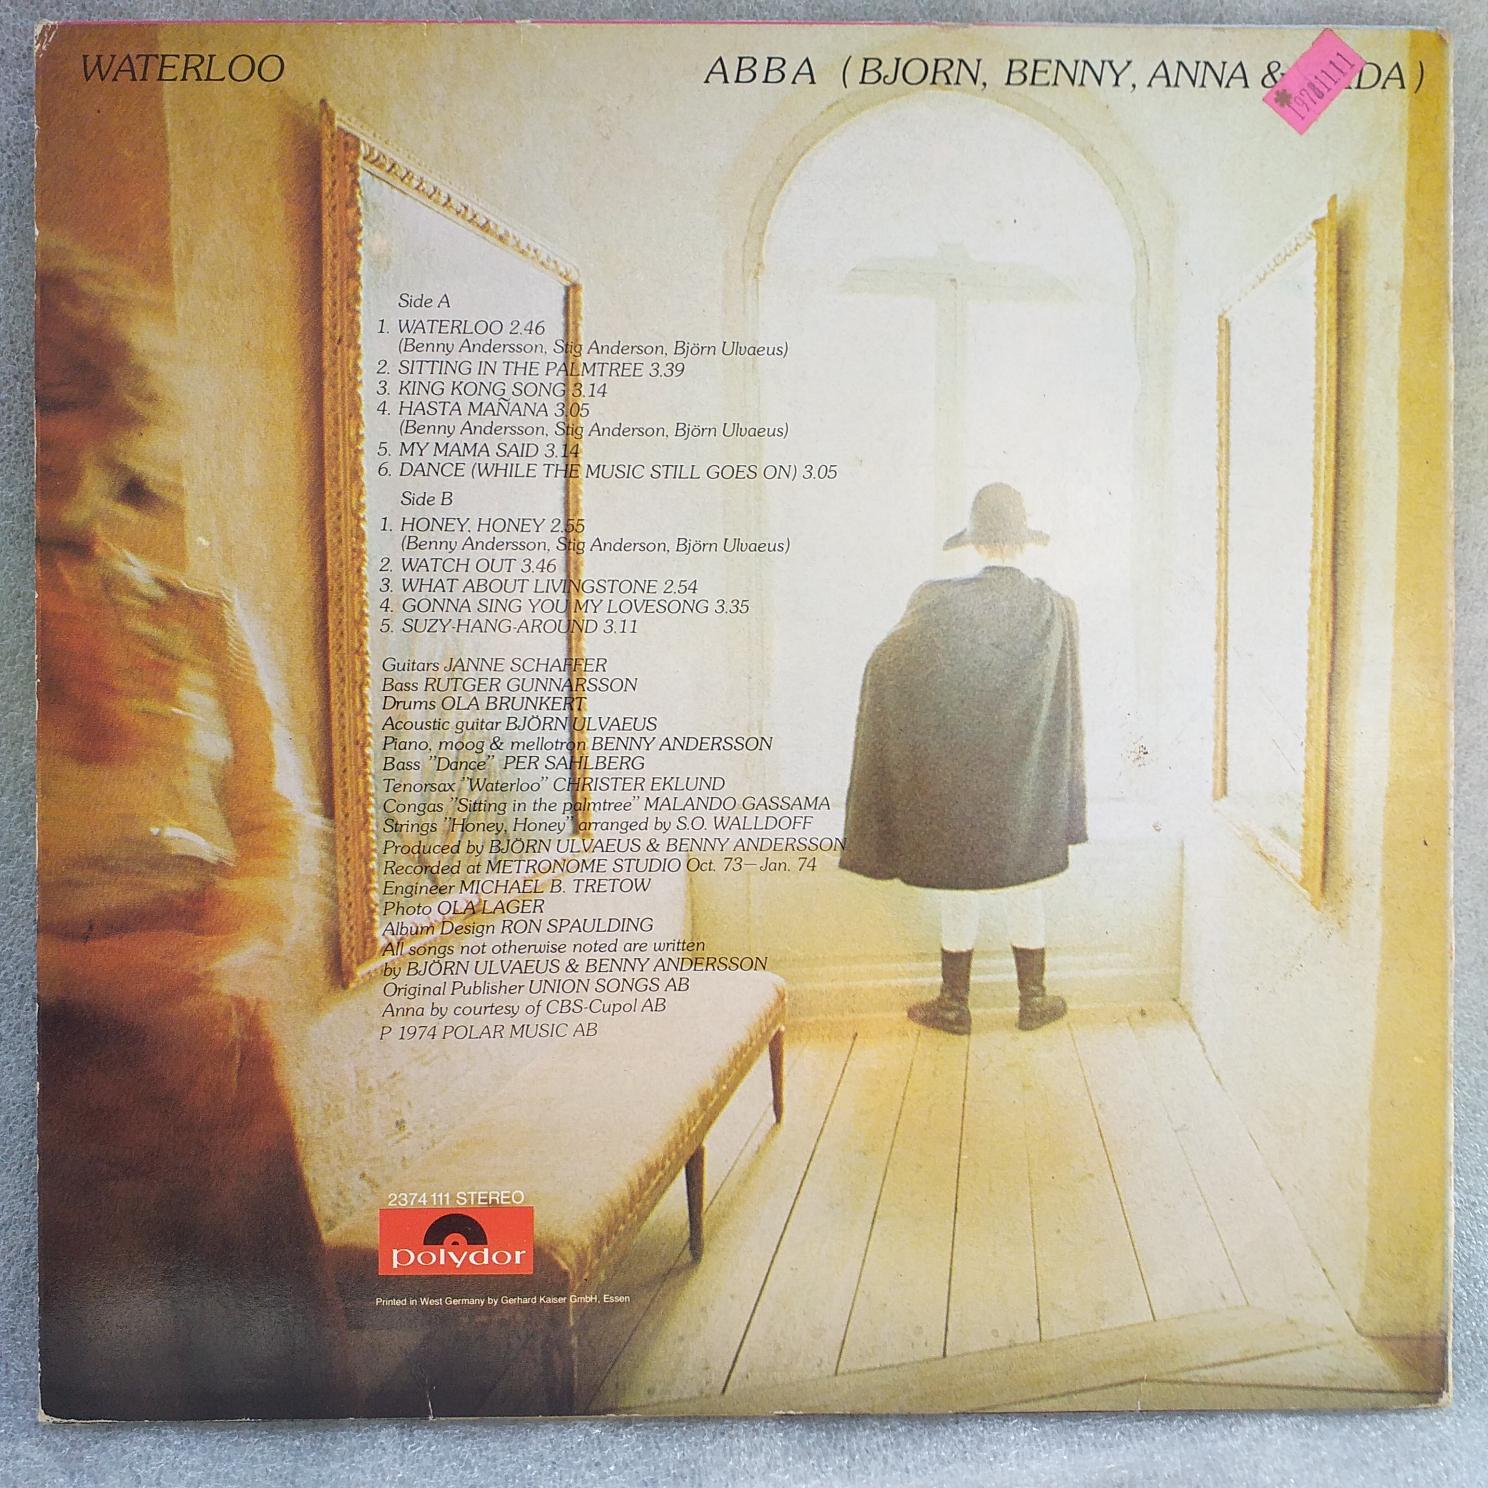 WATERLOO
ABBA (BJORN, BENNY, ANNA &
19781111
Side A
1. WATERLOO 2.46
(Benny Andersson, Stig Anderson, Björn Ulvaeus)
2. SITTING IN THE PALMTREE 3.39
3. KING KONG SONG 3.14
4. HASTA MAÑANA 3.05
(Benny Andersson, Stig Anderson, Björn Ulvaeus)
5. MY MAMA SAID 3.14
6. DANCE (WHILE THE MUSIC STILL GOES ON) 3.05
Side B
1. HONEY, HONEY 2.55
(Benny Andersson, Stig Anderson, Björn Ulvaeus)
2. WATCH OUT 3.46
3. WHAT ABOUT LIVINGSTONE 2.54
4. GONNA SING YOU MY LOVESONG 3.35
5. SUZY-HANG-AROUND 3.11
Guitars JANNE SCHAFFER
Bass RUTGER GUNNARSSON
Drums OLA BRUNKERT
Acoustic guitar BJÖRN ULVAEUS
Piano, moog & mellotron BENNY ANDERSSON
Bass "Dance" PER SAHLBERG
Tenorsax "Waterloo" CHRISTER EKLUND
Congas "Sitting in the palmtree" MALANDO GASSAMA
Strings "Honey, Honey" arranged by S.O. WALLDOFF
Produced by BJÖRN ULVAEUS & BENNY ANDERSSON
Recorded at METRONOME STUDIO Oct. 73—Jan. 74
Engineer MICHAEL B. TRETOW
Photo OLA LAGER
Album Design RON SPAULDING
All songs not otherwise noted are written
by BJÖRN ULVAEUS & BENNY ANDERSSON
Original Publisher UNION SONGS AB
Anna by courtesy of CBS-Cupol AB
P 1974 POLAR MUSIC AB
2374 111 STEREO
polydor
Printed in West Germany by Gerhard Kaiser GmbH, Essen